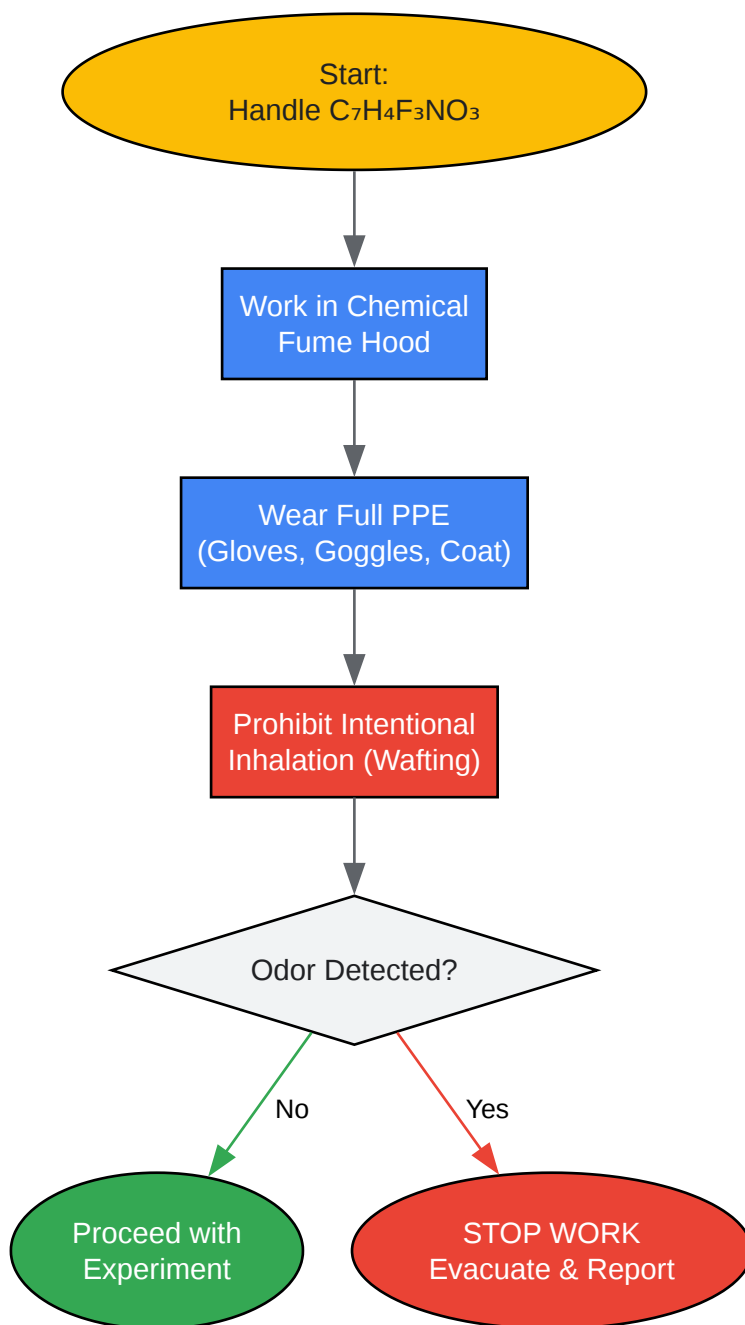 Start:
Handle C₇H₄F₃NO₃
Work in Chemical
Fume Hood
Wear Full PPE
(Gloves, Goggles, Coat)
Prohibit Intentional
Inhalation (Wafting)
Odor Detected?
No
Yes
Proceed with
Experiment
STOP WORK
Evacuate & Report